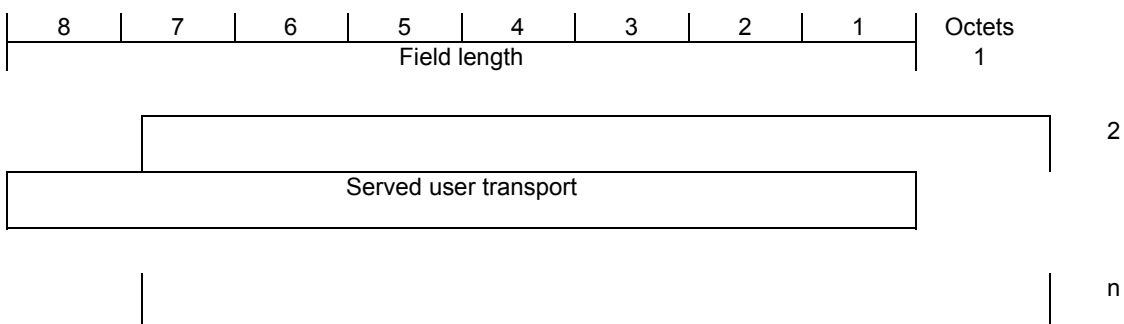 8 7 6 5 4 3 2 1 Octets
Field length 1
2
Served user transport
n